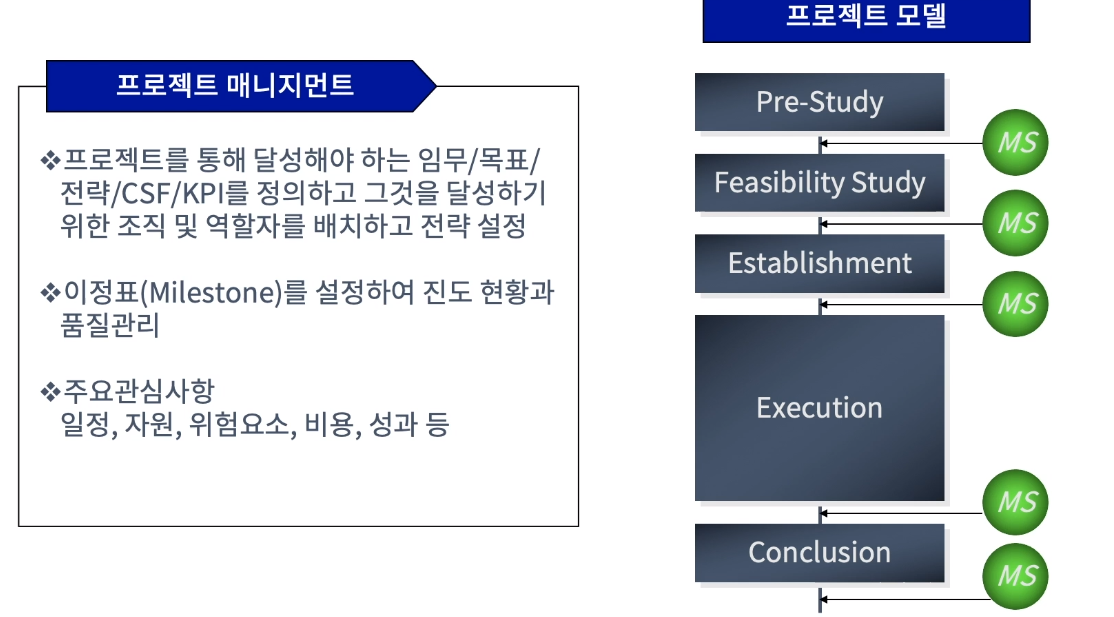 프로젝트 매니지먼트
❖프로젝트를 통해 달성해야 하는 임무/목표/
전략/CSF/KPI를 정의하고 그것을 달성하기
위한 조직 및 역할자를 배치하고 전략 설정
❖이정표(Milestone)를 설정하여 진도 현황과
품질관리
❖주요관심사항
일정, 자원, 위험요소, 비용, 성과 등
프로젝트 모델
Pre-Study
MS
Feasibility Study
MS
Establishment
MS
Execution
MS
Conclusion
MS